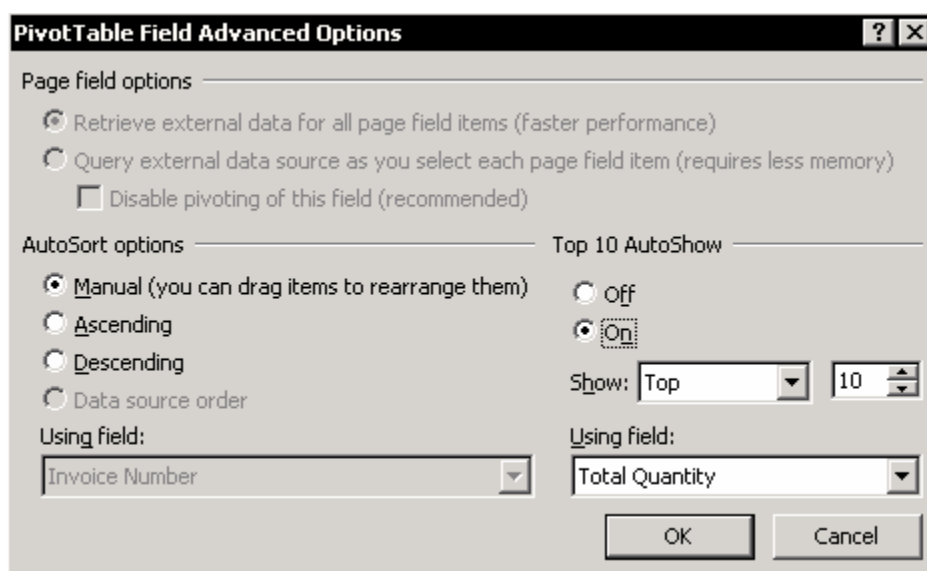 PivotTable Field Advanced Options
Page field options
Retrieve external data for all page field items (faster performance)
Query external data source as you select each page field item (requires less memory)
Disable pivoting of this field (recommended)
AutoSort options
Manual (you can drag items to rearrange them)
Ascending
Descending
Data source order
Using field:
Invoice Number
Top 10 AutoShow
Off
On
Show: Top 10
Using field:
Total Quantity
OK Cancel